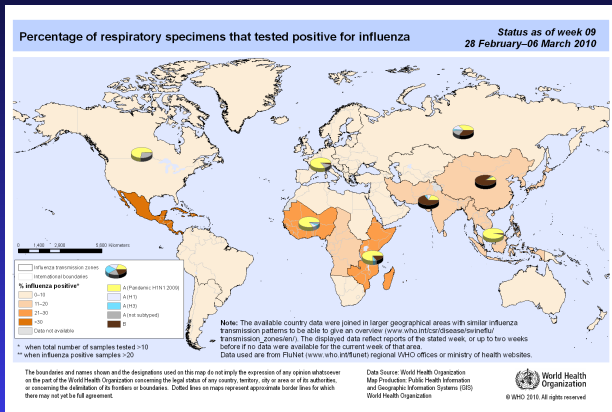 Percentage of respiratory specimens that tested positive for influenza
Status as of week 09
28 February–06 March 2010
0 1,400 2,800 5,600 Kilometers
Influenza transmission zones
International boundaries
% influenza positive*
0–10
11–20
21–30
>30
Data not available
A (Pandemic H1N1 2009)
A (H1)
A (H3)
A (not subtyped)
B
* when total number of samples tested >10
** when influenza positive samples >20
Note: The available country data were joined in larger geographical areas with similar influenza
transmission patterns to be able to give an overview (www.who.int/csr/disease/swineflu/
transmission_zones/en/). The displayed data reflect reports of the stated week, or up to two weeks
before if no data were available for the current week of that area.
Data used are from FluNet (www.who.int/flunet) regional WHO offices or ministry of health websites.
The boundaries and names shown and the designations used on this map do not imply the expression of any opinion whatsoever
on the part of the World Health Organization concerning the legal status of any country, territory, city or area or of its authorities,
or concerning the delimitation of its frontiers or boundaries. Dotted lines on maps represent approximate border lines for which
there may not yet be full agreement.
Data Source: World Health Organization
Map Production: Public Health Information
and Geographic Information Systems (GIS)
World Health Organization
World Health
Organization
© WHO 2010. All rights reserved